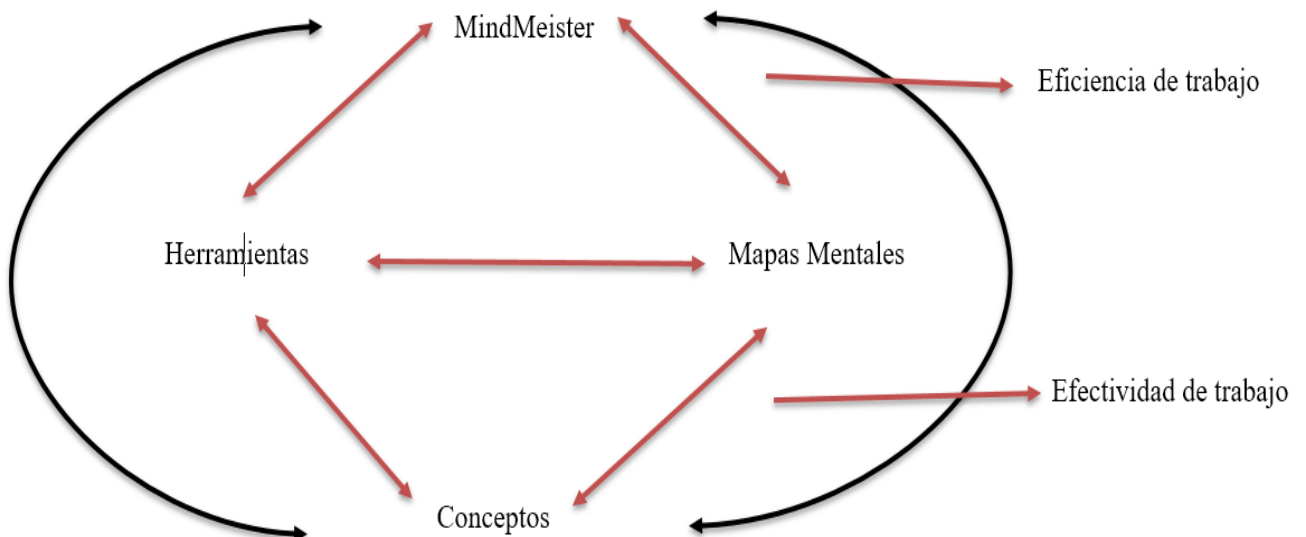 MindMeister
Eficiencia de trabajo
Herramientas
Mapas Mentales
Efectividad de trabajo
Conceptos